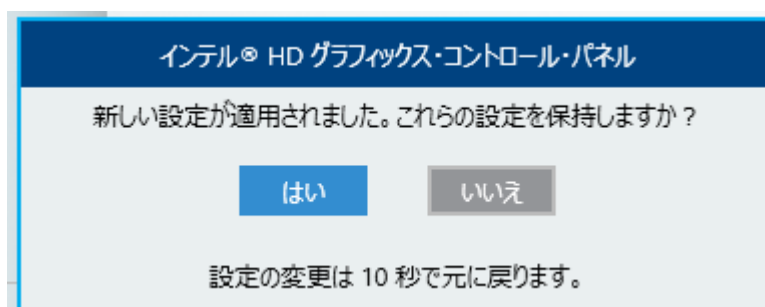 インテル® HD グラフィックス・コントロール・パネル
新しい設定が適用されました。これらの設定を保持しますか？
はい
いいえ
設定の変更は 10 秒で元に戻ります。